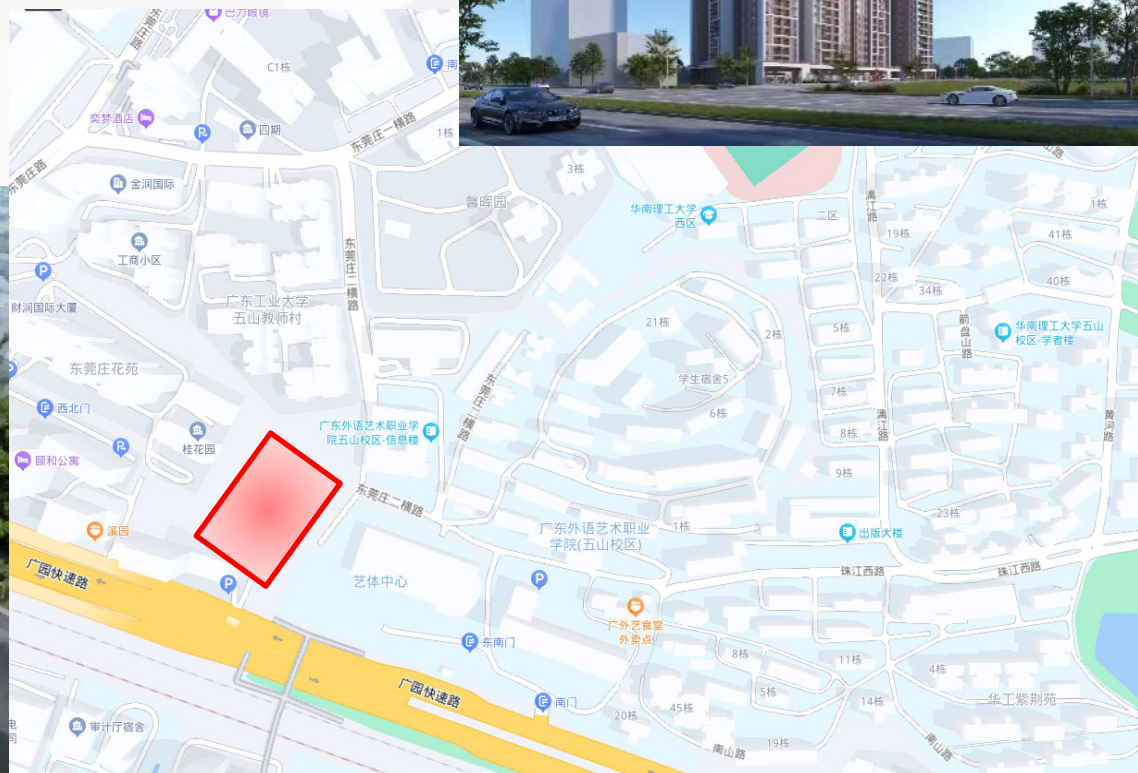 巴刀眼镜
东莞庄路
C1栋
南
奕梦酒店
四期
东莞庄一横路
1栋
东莞庄路
金润国际
3栋
馨晖园
华南理工大学
西区
二区
漓江路
1栋
19栋
41栋
工商小区
东莞庄二横路
22栋
34栋
40栋
财润国际大厦
广东工业大学
五山教师村
21栋
2栋
5栋
箭盘山路
华南理工大学五山
校区-学者楼
东莞庄花苑
学生宿舍5
东莞庄二横路
7栋
西北门
6栋
漓江路
黄河路
广东外语艺术职业学
院五山校区-信息楼
8栋
桂花园
颐和公寓
9栋
东莞庄二横路
23栋
溪园
1栋
广东外语艺术职业
学院(五山校区)
出版大楼
广园快速路
艺体中心
珠江西路
珠江西路
广外艺食堂
外卖点
东南门
8栋
11栋
4栋
广园快速路
5栋
南门
45栋
14栋
华工紫荆苑
20栋
审计厅宿舍
南山路
19栋
南山路